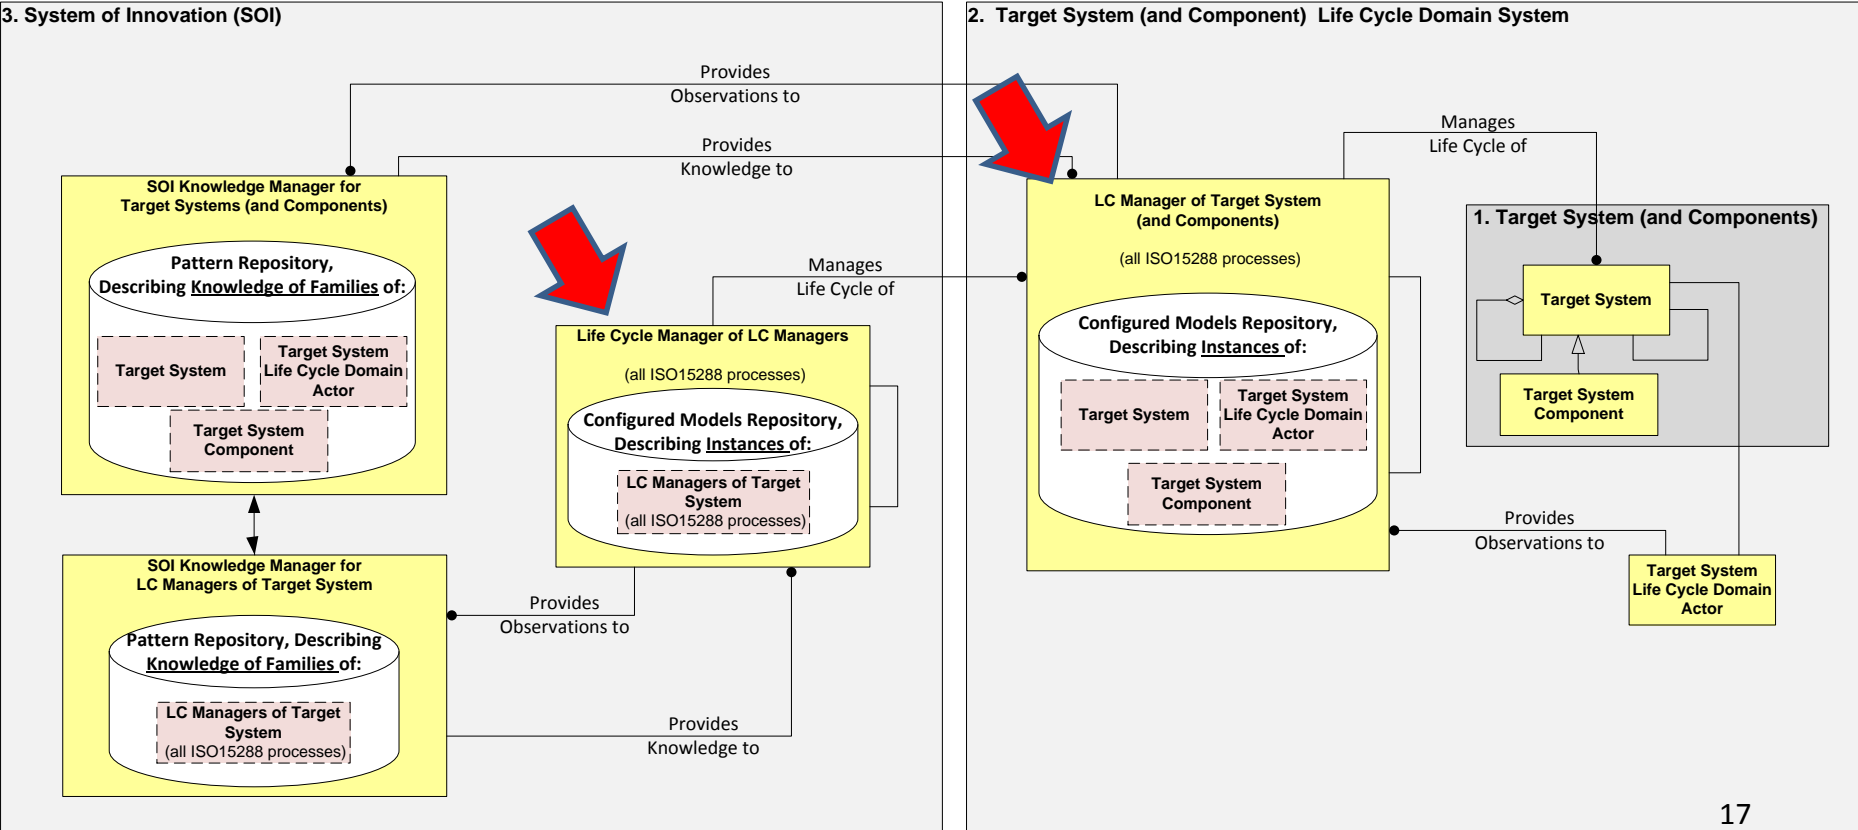 3. System of Innovation (SOI)
2.  Target System (and Component)  Life Cycle Domain System
Provides
Observations to
Provides
Knowledge to
Manages
Life Cycle of
SOI Knowledge Manager for
Target Systems (and Components)
Pattern Repository,
Describing Knowledge of Families of:
Target System
Target System
Life Cycle Domain
Actor
Target System
Component
Manages
Life Cycle of
Life Cycle Manager of LC Managers
(all ISO15288 processes)
Configured Models Repository,
Describing Instances of:
LC Managers of Target
System
(all ISO15288 processes)
LC Manager of Target System
(and Components)
(all ISO15288 processes)
Configured Models Repository,
Describing Instances of:
Target System
Target System
Life Cycle Domain
Actor
Target System
Component
1. Target System (and Components)
Target System
Target System
Component
Provides
Observations to
Target System
Life Cycle Domain
Actor
SOI Knowledge Manager for
LC Managers of Target System
Pattern Repository, Describing
Knowledge of Families of:
LC Managers of Target
System
(all ISO15288 processes)
Provides
Observations to
Provides
Knowledge to
17